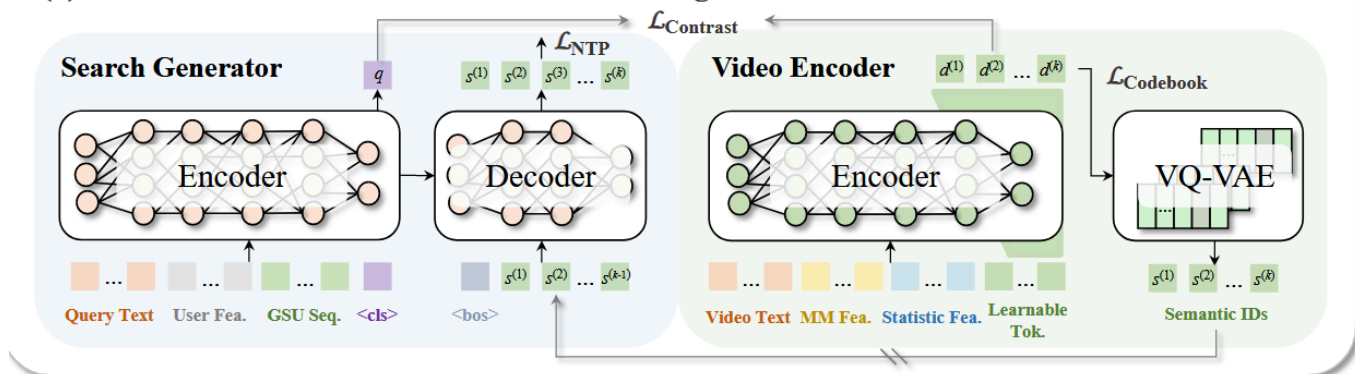 ℒContrast
ℒNTP
Search Generator
q
s(1) s(2) s(3) ... s(k)
Encoder
Decoder
... ... ...
Query Text User Fea. GSU Seq. <cls>
s(1) s(2) ... s(k-1)
<bos>
Video Encoder
d(1) d(2) ... d(k)
ℒCodebook
Encoder
VQ-VAE
...
...
... ... ... ...
Video Text MM Fea. Statistic Fea. Learnable
Tok.
s(1) s(2) ... s(k)
Semantic IDs